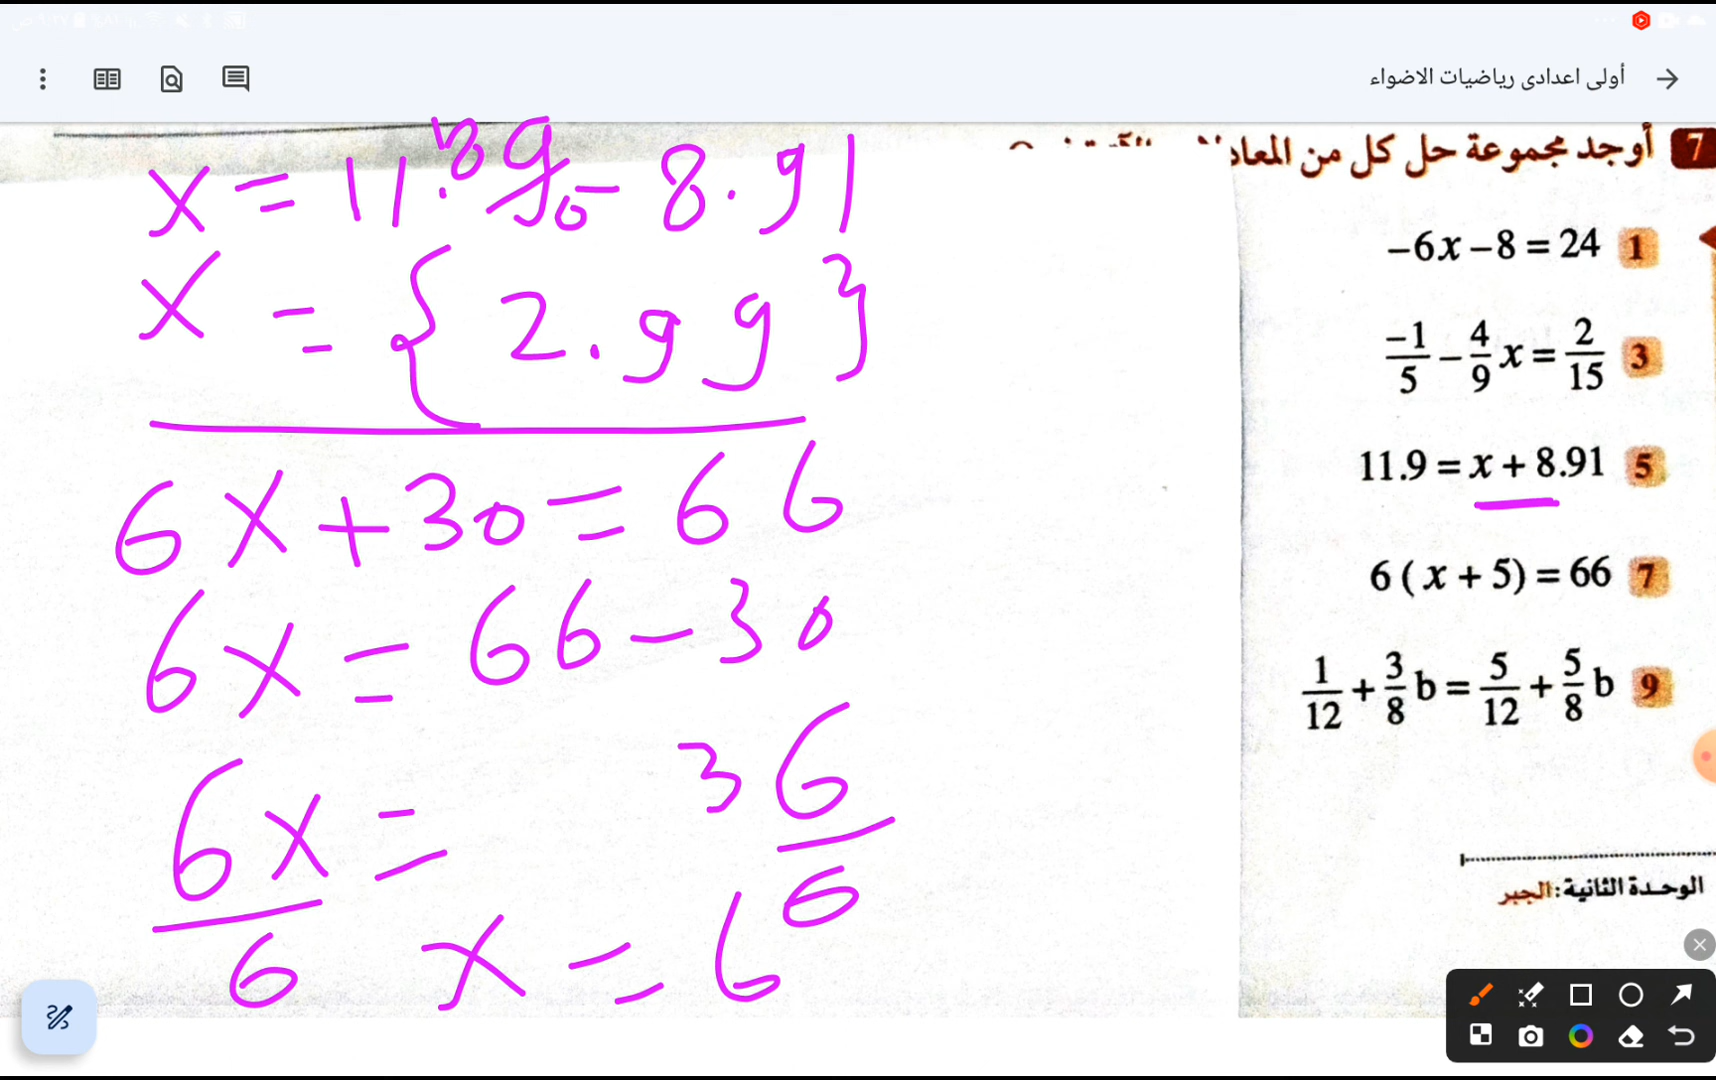 أولى اعدادى رياضيات الاضواء
7 أوجد مجموعة حل كل من
1 −6x − 8 = 24
3 −1/5 − 4/9 x = 2/15
5 11.9 = x + 8.91
7 6 ( x + 5) = 66
9 1/12 + 3/8 b = 5/12 + 5/8 b
الوحدة الثانية: الجبر
x = 11.9 - 8.91
x = { 2.99 }
6x + 30 = 66
6x = 66 - 30
6x/6 = 36/6
x = 6